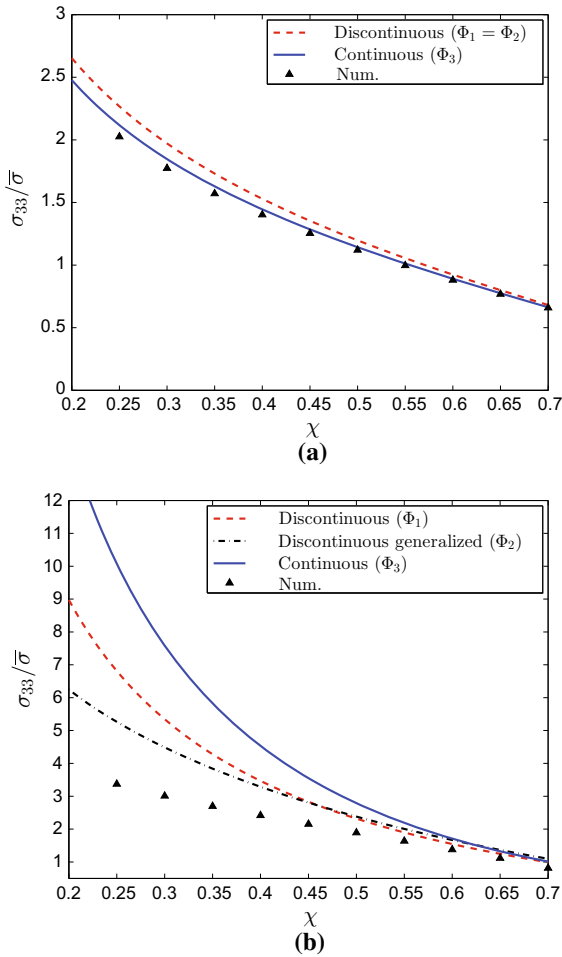 3
2.5
2
1.5
1
0.5
0
σ₃₃/σ̅
Discontinuous (Φ₁ = Φ₂)
Continuous (Φ₃)
Num.
0.2 0.25 0.3 0.35 0.4 0.45 0.5 0.55 0.6 0.65 0.7
χ
(a)
12
11
10
9
8
7
6
5
4
3
2
1
σ₃₃/σ̅
Discontinuous (Φ₁)
Discontinuous generalized (Φ₂)
Continuous (Φ₃)
Num.
0.2 0.25 0.3 0.35 0.4 0.45 0.5 0.55 0.6 0.65 0.7
χ
(b)